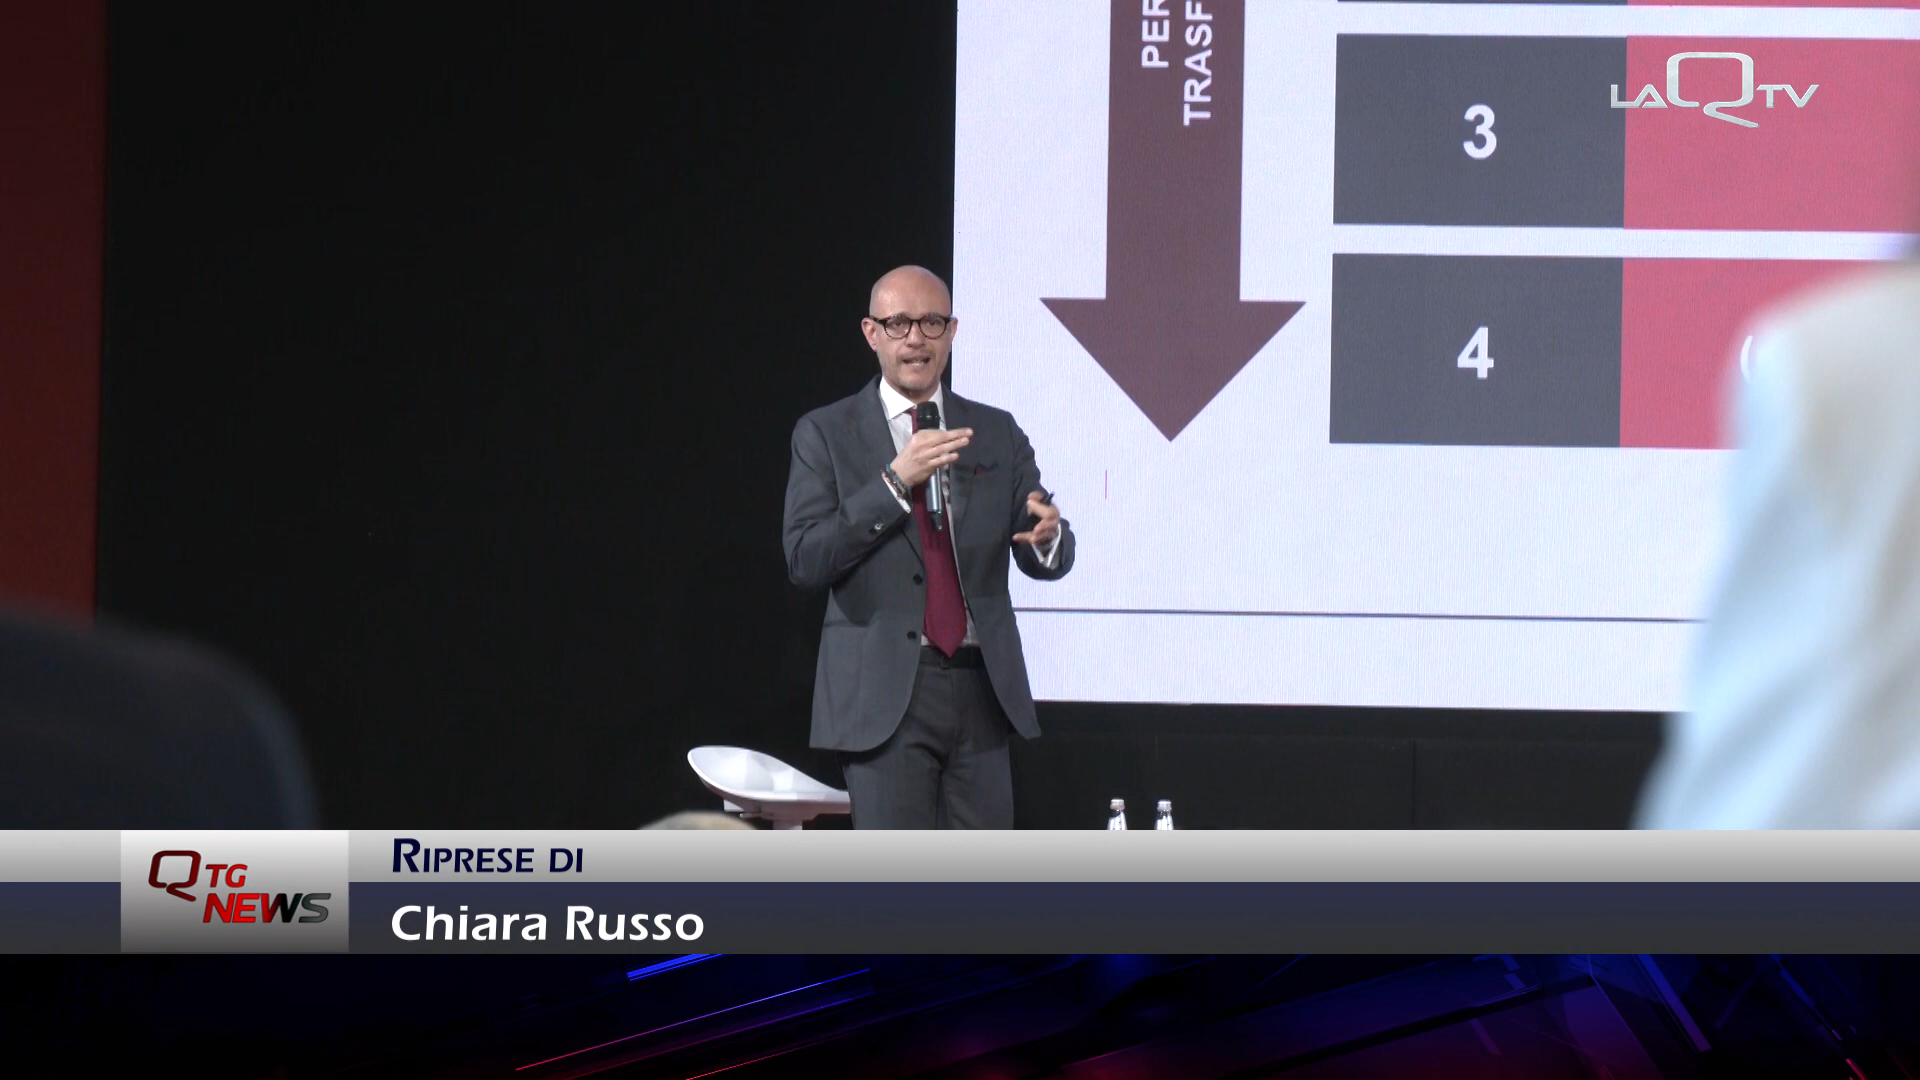 PER
TRASF
3
4
LAQTV
QTG
NEWS
RIPRESE DI
Chiara Russo